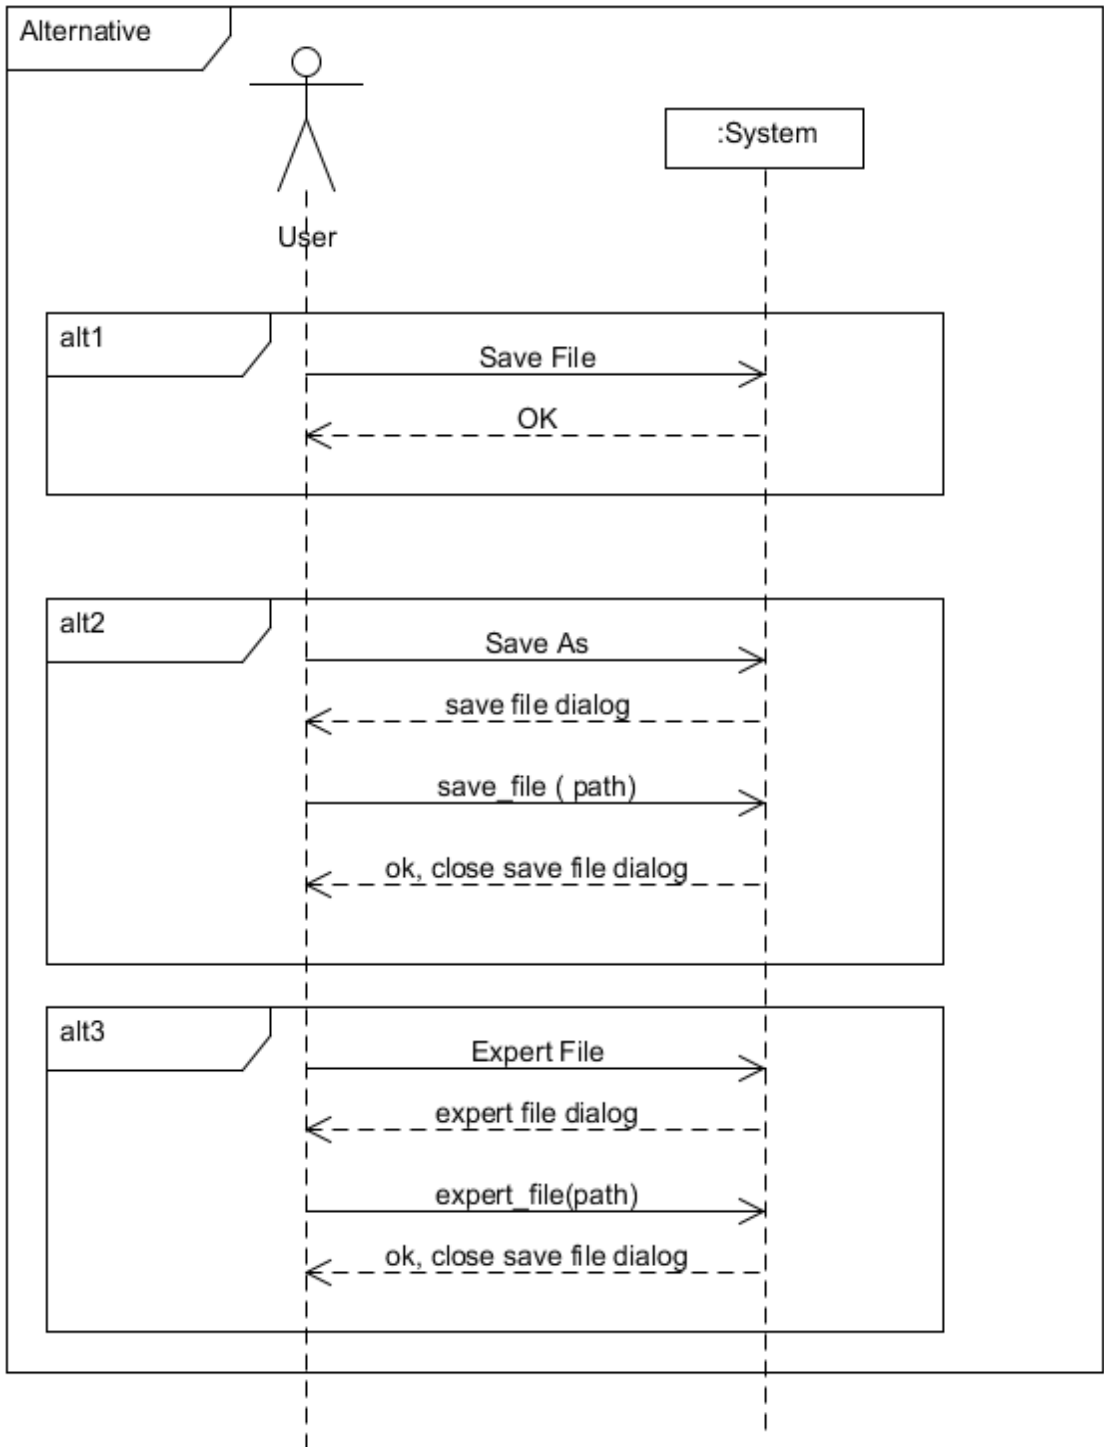 Alternative
:System
User
alt1
Save File
OK
alt2
Save As
save file dialog
save_file ( path)
ok, close save file dialog
alt3
Expert File
expert file dialog
expert_file(path)
ok, close save file dialog